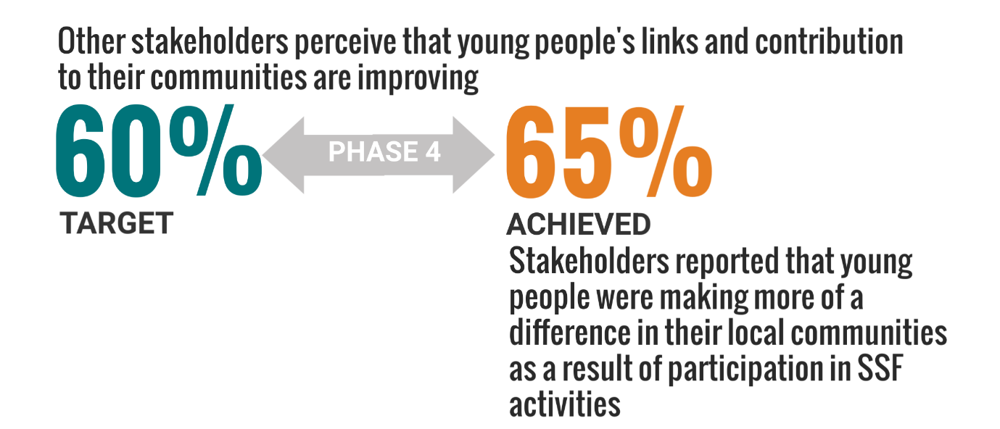 Other stakeholders perceive that young people's links and contribution
to their communities are improving
60%
PHASE 4
65%
TARGET
ACHIEVED
Stakeholders reported that young
people were making more of a
difference in their local communities
as a result of participation in SSF
activities